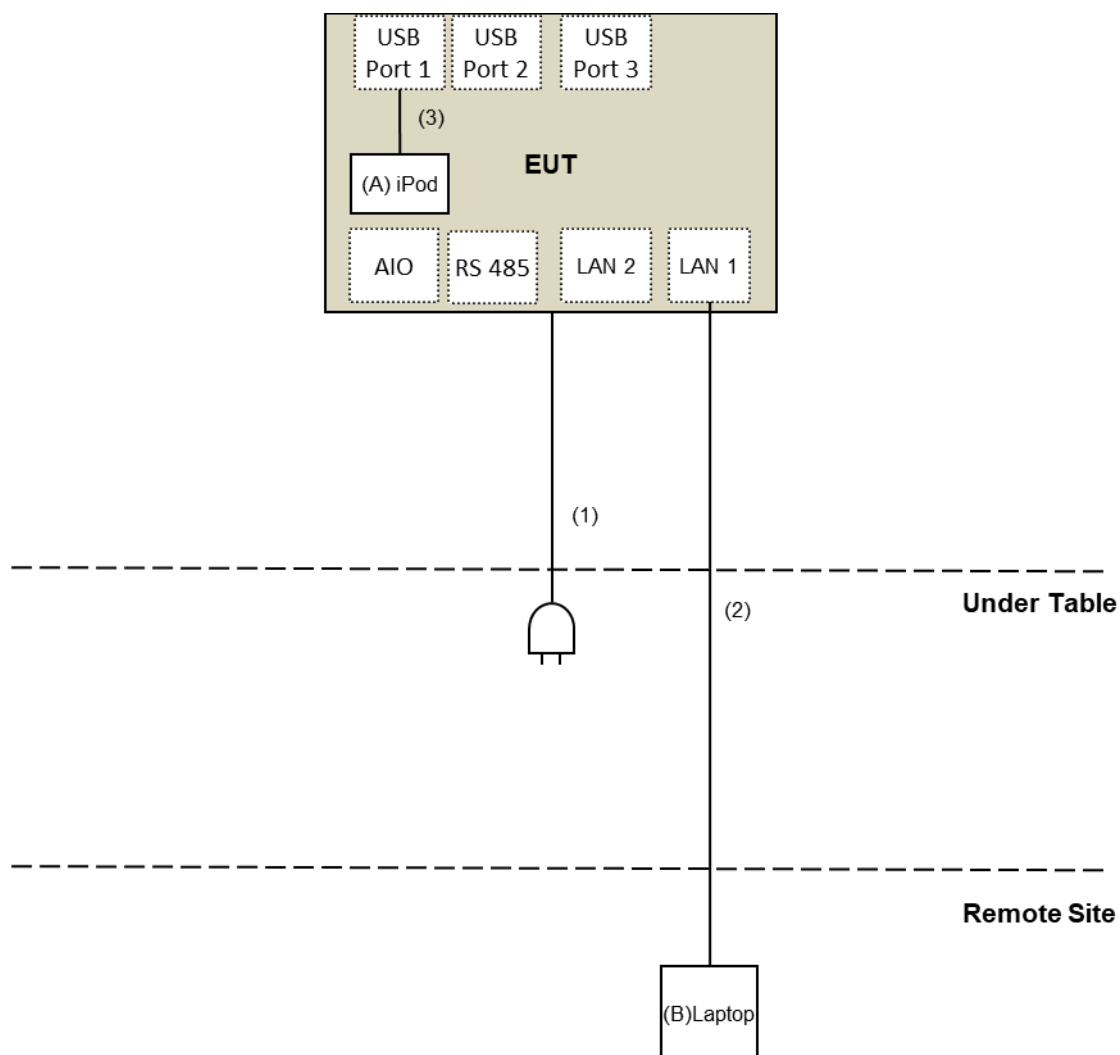 USB
Port 1
USB
Port 2
USB
Port 3
(3)
EUT
(A) iPod
AIO
RS 485
LAN 2
LAN 1
(1)
Under Table
(2)
Remote Site
(B)Laptop